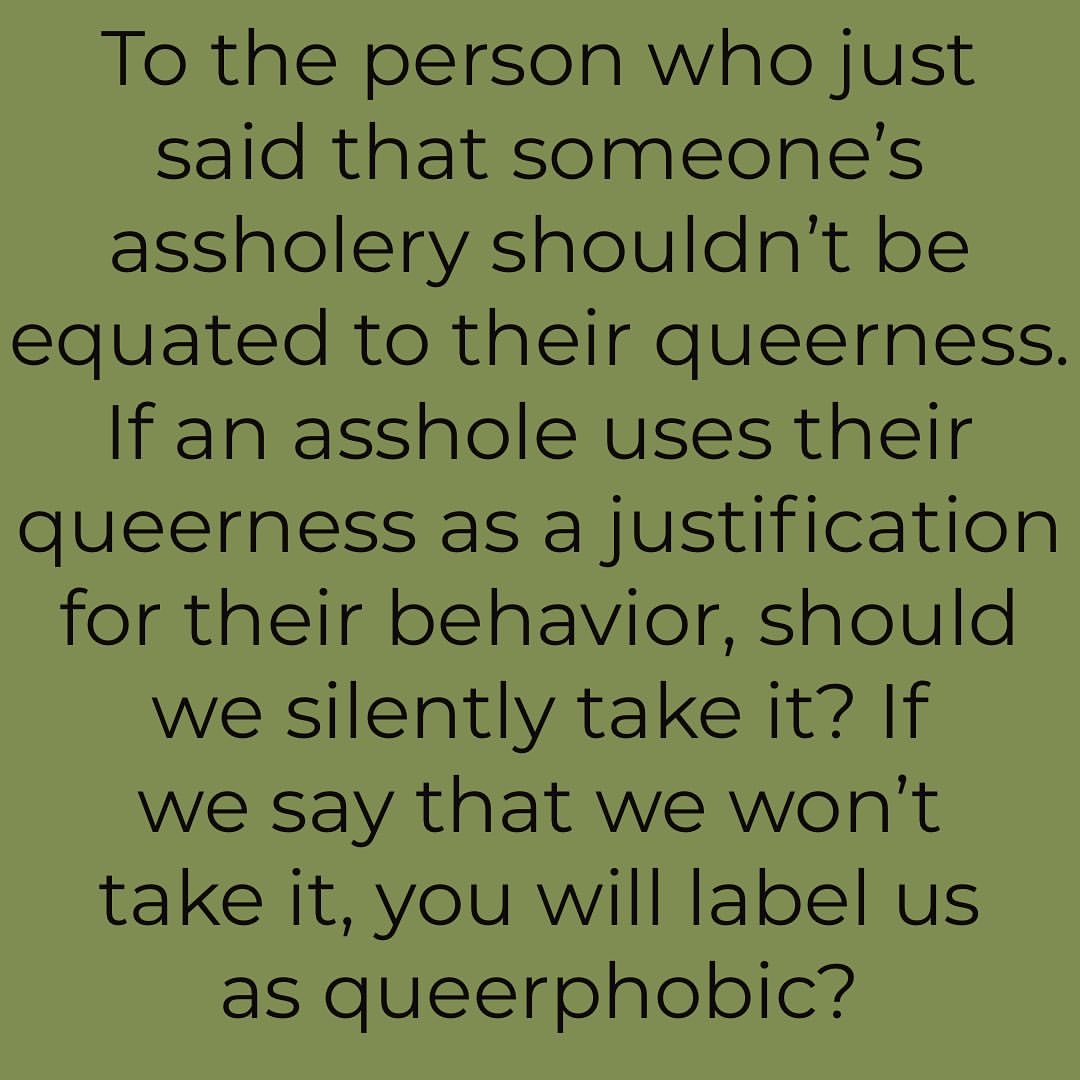 To the person who just
said that someone’s
assholery shouldn’t be
equated to their queerness.
If an asshole uses their
queerness as a justification
for their behavior, should
we silently take it? If
we say that we won’t
take it, you will label us
as queerphobic?